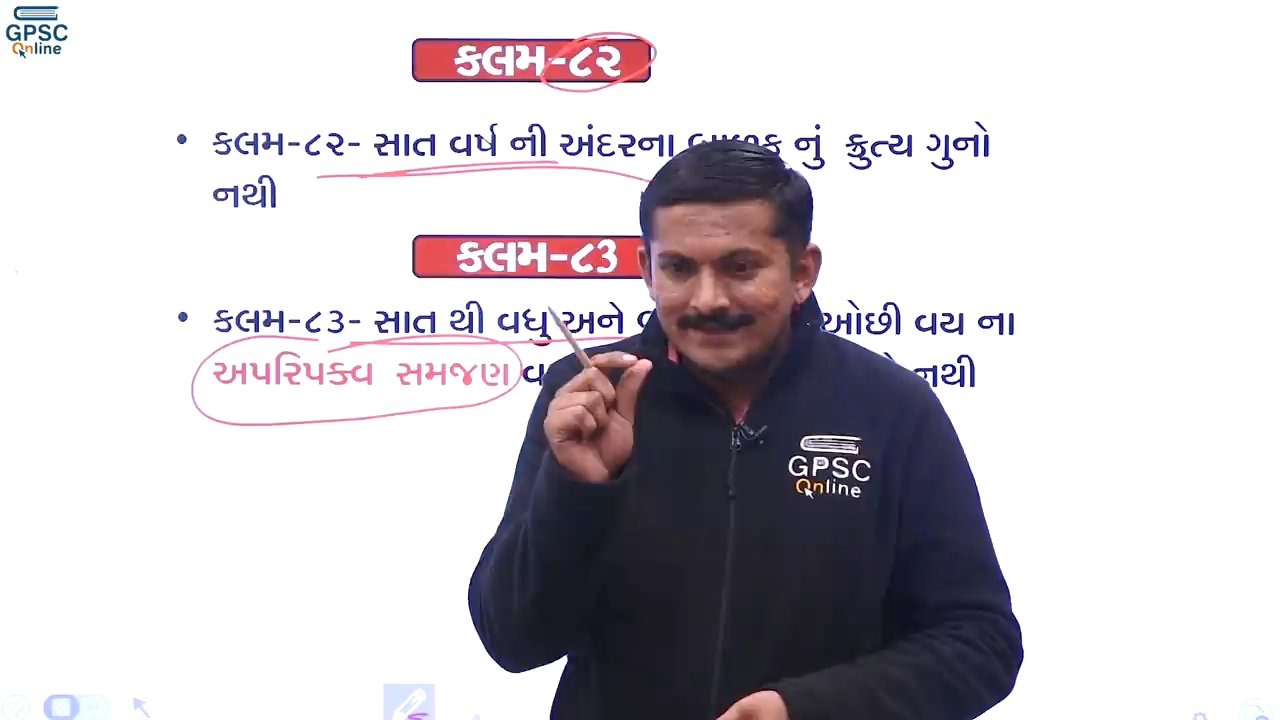 GPSC
Online
કલમ-૮૨
કલમ-૮૨- સાત વર્ષ ની અંદરના નું ક્રુત્ય ગુનો
નથી
કલમ-૮૩
કલમ-૮૩- સાત થી વધુ અને ઓછી વય ના
અપરિપક્વ સમજણ નથી
GPSC
Online